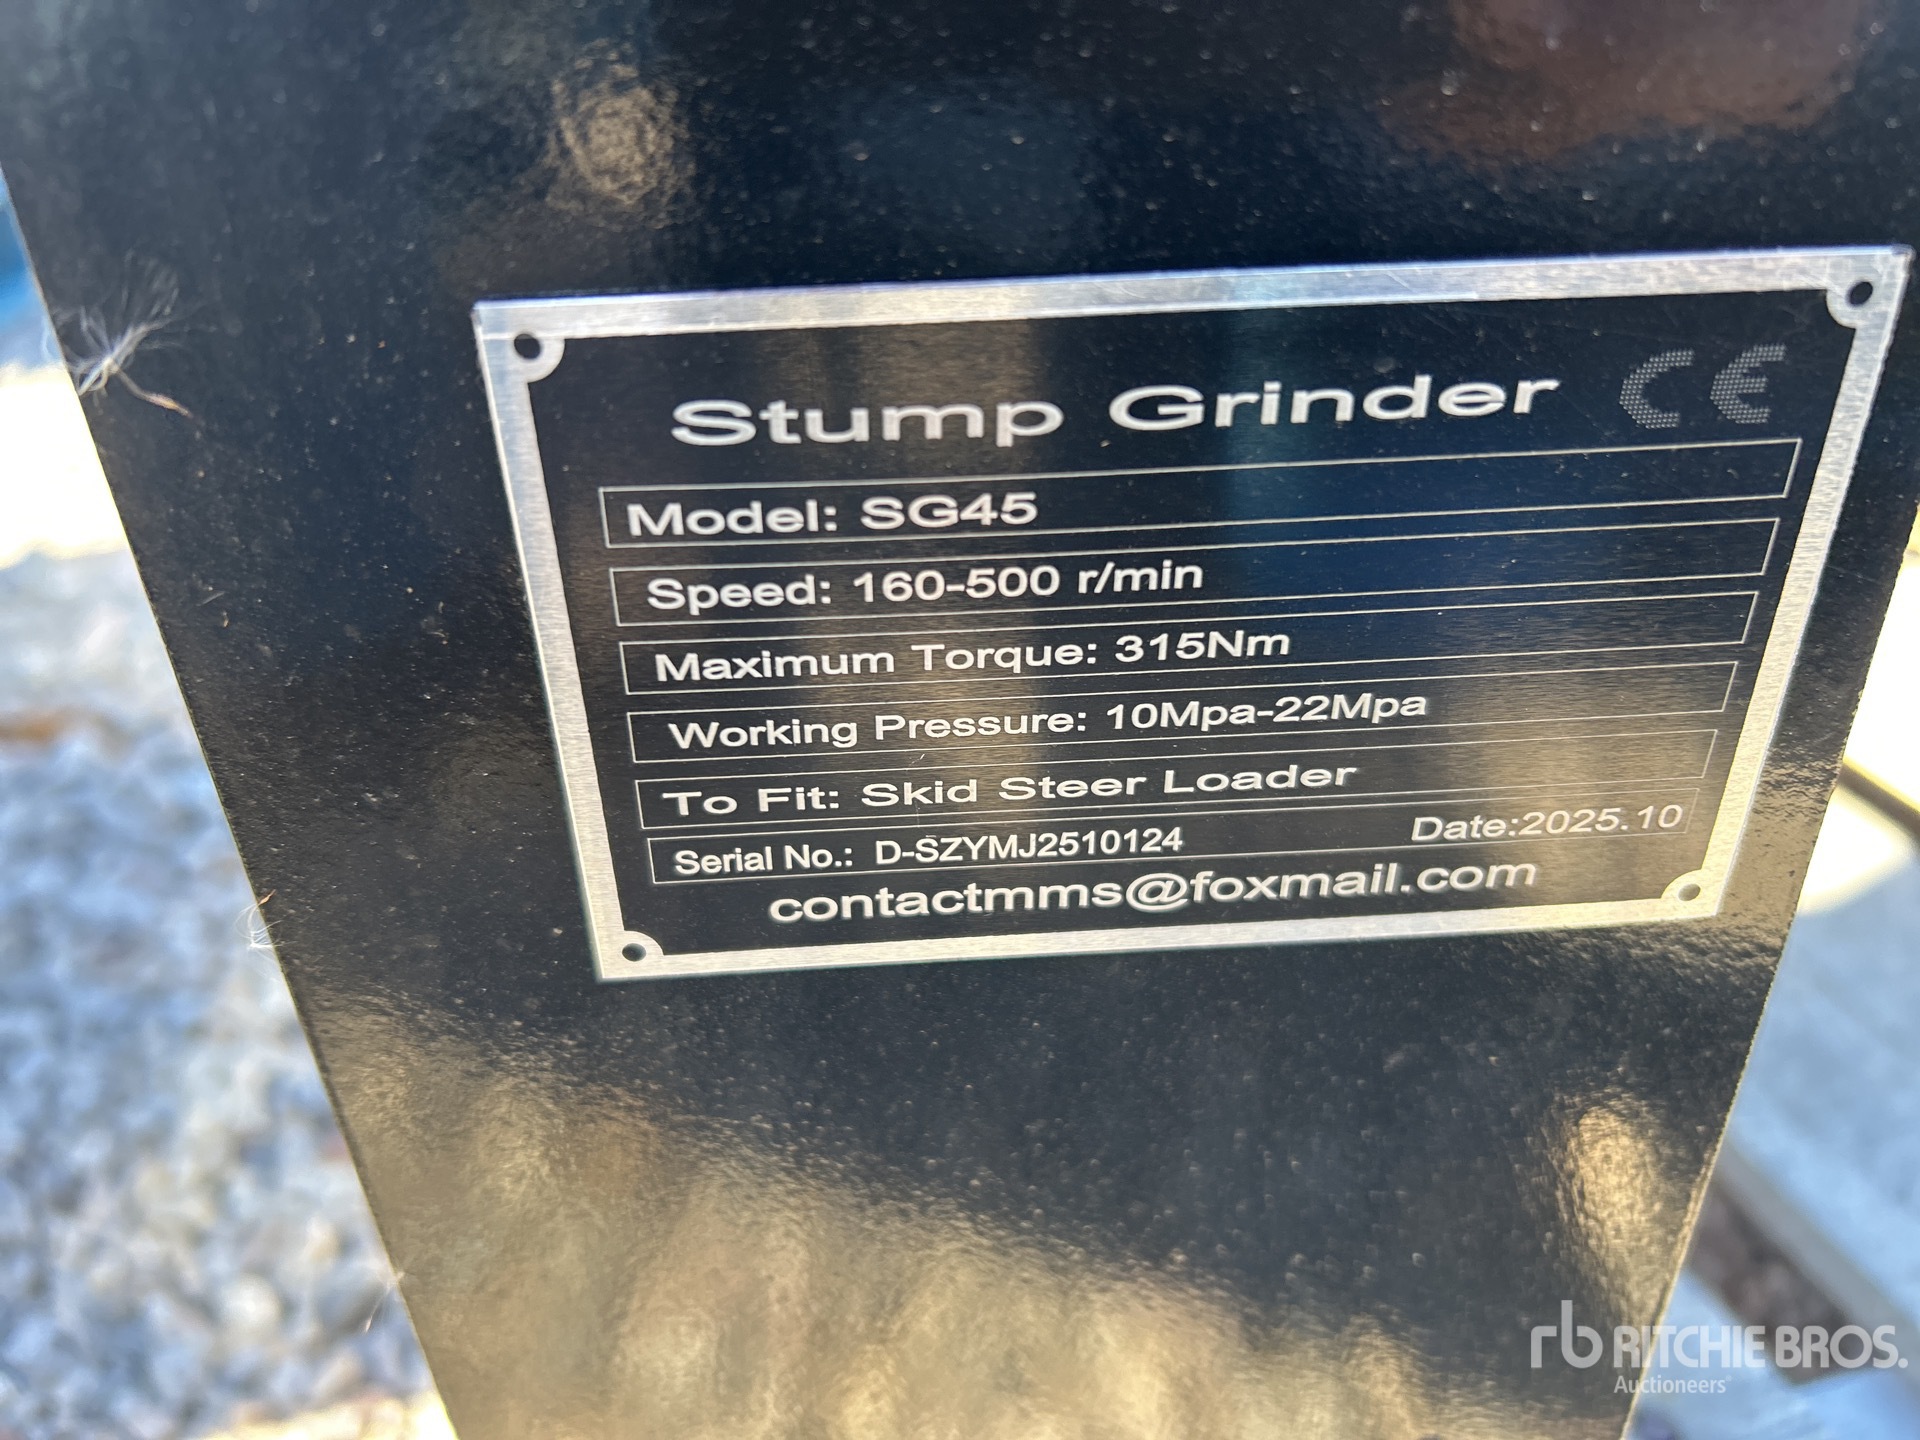 Stump Grinder CE
Model: SG45
Speed: 160-500 r/min
Maximum Torque: 315Nm
Working Pressure: 10Mpa-22Mpa
To Fit: Skid Steer Loader
Serial No.: D-SZYMJ2510124 Date:2025.10
contactmms@foxmail.com
rb RITCHIE BROS.
Auctioneers